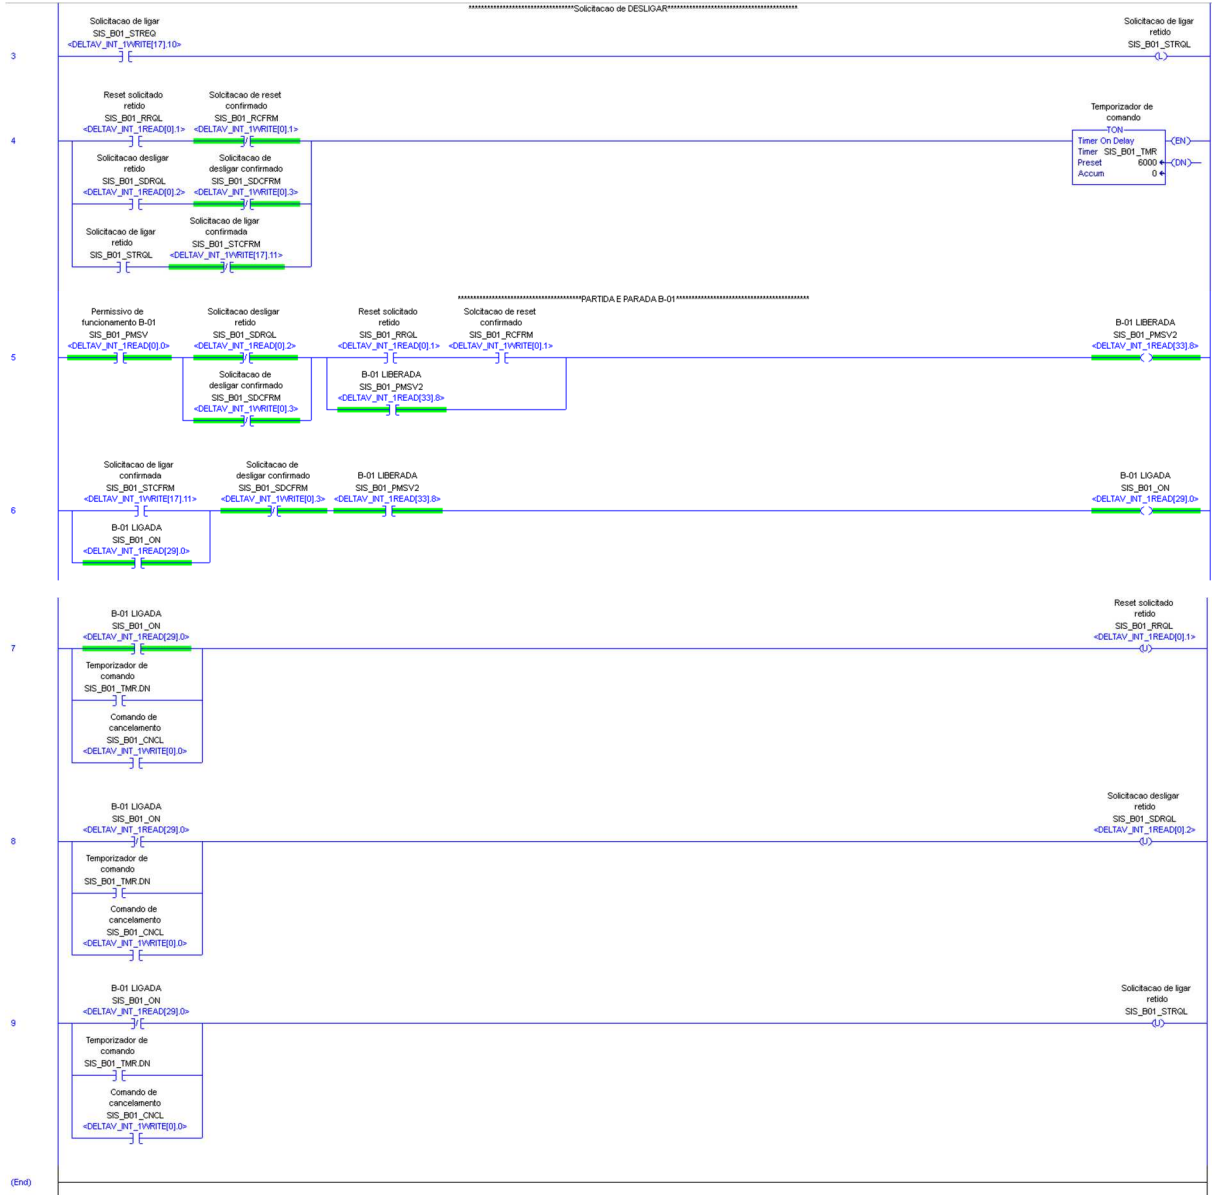 **********************************Solicitacao de DESLIGAR******************************************
Solicitacao de ligar
SIS_B01_STREQ
<DELTAV_INT_1WRITE[17].10>
Solicitacao de ligar
retido
SIS_B01_STRQL
3
L
Reset solicitado
retido
SIS_B01_RRQL
<DELTAV_INT_1READ[0].1>
Solcitacao de reset
confirmado
SIS_B01_RCFRM
<DELTAV_INT_1WRITE[0].1>
Temporizador de
comando
4
TON
Timer On Delay
Timer SIS_B01_TMR
Preset 6000
Accum 0
EN
DN
Solicitacao desligar
retido
SIS_B01_SDRQL
<DELTAV_INT_1READ[0].2>
Solicitacao de
desligar confirmado
SIS_B01_SDCFRM
<DELTAV_INT_1WRITE[0].3>
Solicitacao de ligar
retido
SIS_B01_STRQL
Solicitacao de ligar
confirmada
SIS_B01_STCFRM
<DELTAV_INT_1WRITE[17].11>
****************************************PARTIDA E PARADA B-01*******************************************
Permissivo de
funcionamento B-01
SIS_B01_PMSV
<DELTAV_INT_1READ[0].0>
Solicitacao desligar
retido
SIS_B01_SDRQL
<DELTAV_INT_1READ[0].2>
Reset solicitado
retido
SIS_B01_RRQL
<DELTAV_INT_1READ[0].1>
Solcitacao de reset
confirmado
SIS_B01_RCFRM
<DELTAV_INT_1WRITE[0].1>
B-01 LIBERADA
SIS_B01_PMSV2
<DELTAV_INT_1READ[33].8>
5
Solicitacao de
desligar confirmado
SIS_B01_SDCFRM
<DELTAV_INT_1WRITE[0].3>
B-01 LIBERADA
SIS_B01_PMSV2
<DELTAV_INT_1READ[33].8>
Solicitacao de ligar
confirmada
SIS_B01_STCFRM
<DELTAV_INT_1WRITE[17].11>
Solicitacao de
desligar confirmado
SIS_B01_SDCFRM
<DELTAV_INT_1WRITE[0].3>
B-01 LIBERADA
SIS_B01_PMSV2
<DELTAV_INT_1READ[33].8>
B-01 LIGADA
SIS_B01_ON
<DELTAV_INT_1READ[29].0>
6
B-01 LIGADA
SIS_B01_ON
<DELTAV_INT_1READ[29].0>
B-01 LIGADA
SIS_B01_ON
<DELTAV_INT_1READ[29].0>
Reset solicitado
retido
SIS_B01_RRQL
<DELTAV_INT_1READ[0].1>
7
U
Temporizador de
comando
SIS_B01_TMR.DN
Comando de
cancelamento
SIS_B01_CNCL
<DELTAV_INT_1WRITE[0].0>
B-01 LIGADA
SIS_B01_ON
<DELTAV_INT_1READ[29].0>
Solicitacao desligar
retido
SIS_B01_SDRQL
<DELTAV_INT_1READ[0].2>
8
U
Temporizador de
comando
SIS_B01_TMR.DN
Comando de
cancelamento
SIS_B01_CNCL
<DELTAV_INT_1WRITE[0].0>
B-01 LIGADA
SIS_B01_ON
<DELTAV_INT_1READ[29].0>
Solicitacao de ligar
retido
SIS_B01_STRQL
9
U
Temporizador de
comando
SIS_B01_TMR.DN
Comando de
cancelamento
SIS_B01_CNCL
<DELTAV_INT_1WRITE[0].0>
(End)